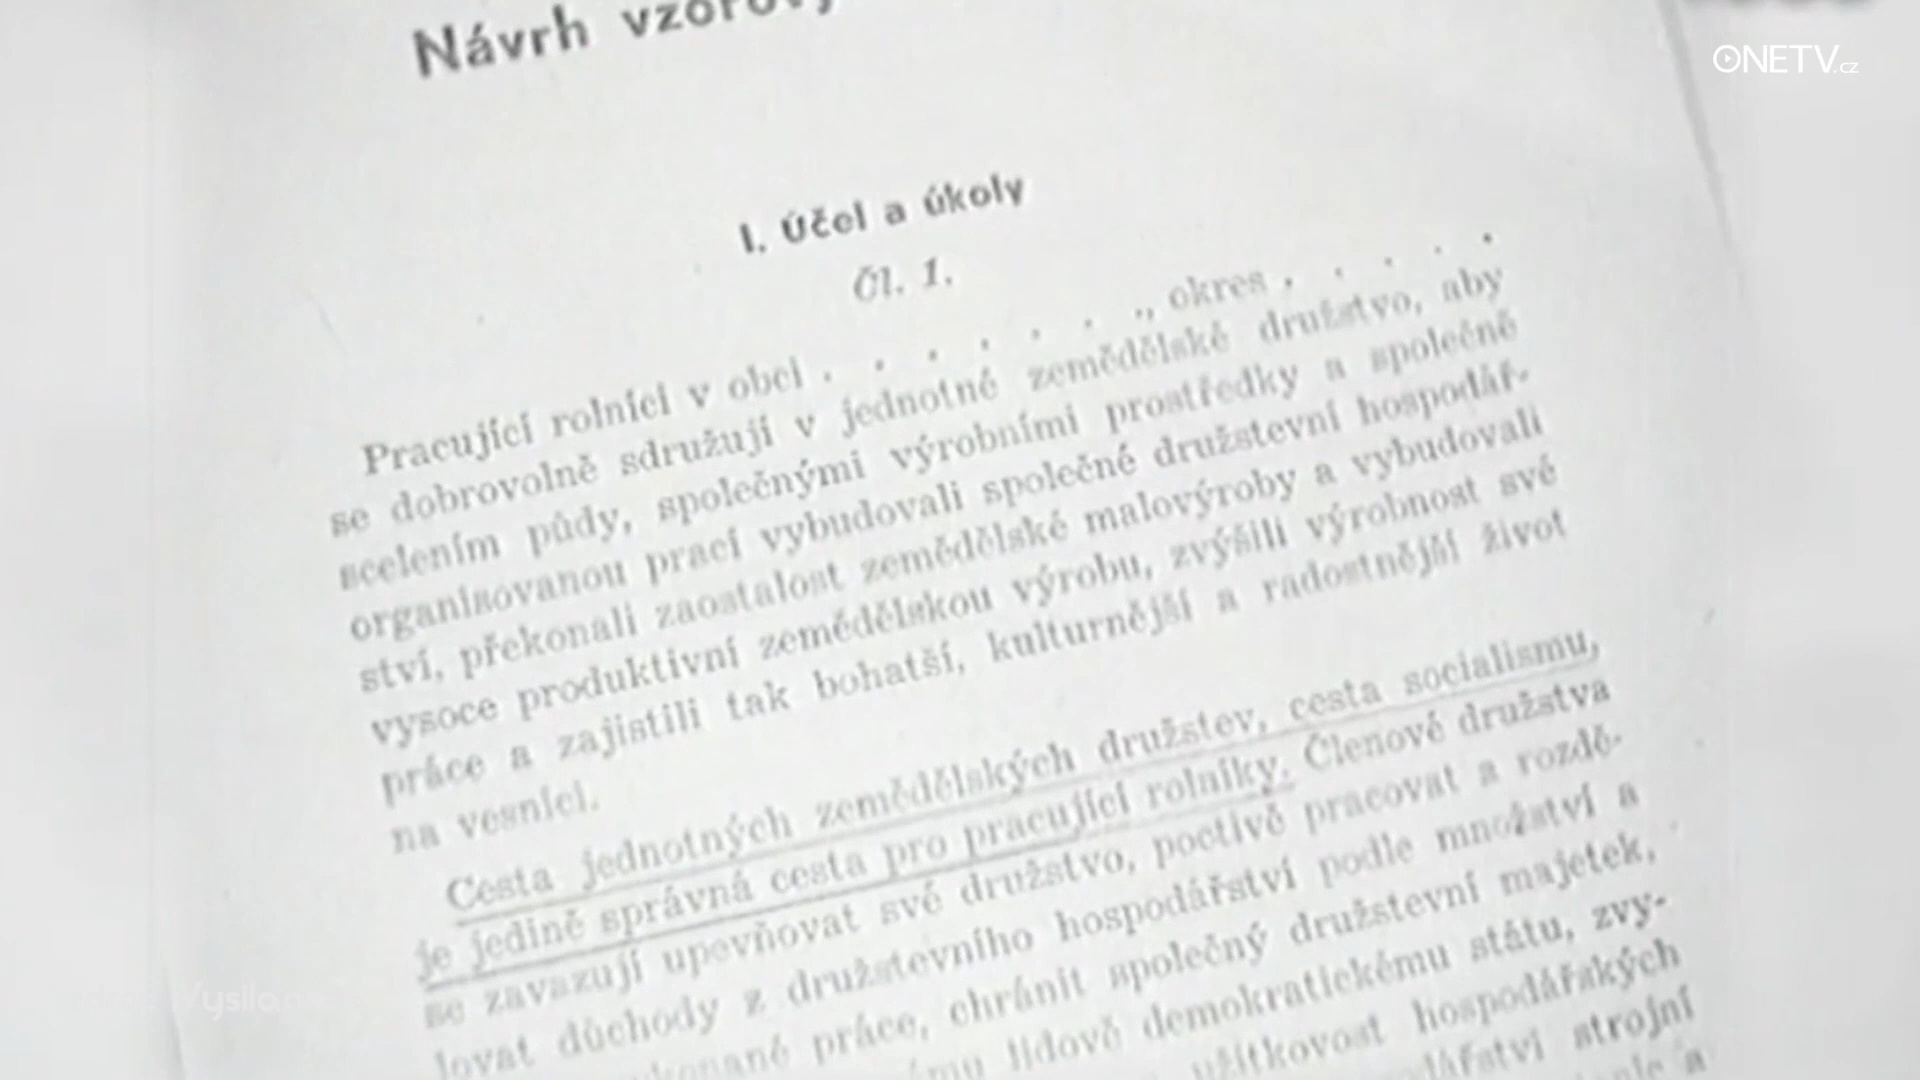 ONETV.cz
Návrh
I. Účel a úkoly
Čl. 1.
Pracující rolníci v obci . . . . . . ., okres . . . . .
se dobrovolně sdružují v jednotné zemědělské družstvo, aby
scelením půdy, společnými výrobními prostředky a společně
organisovanou prací vybudovali společné družstevní hospodář-
ství, překonali zaostalost zemědělské malovýroby a vybudovali
vysoce produktivní zemědělskou výrobu, zvýšili výrobnost své
práce a zajistili tak bohatší, kulturnější a radostnější život
na vesnici.
Cesta jednotných zemědělských družstev, cesta socialismu,
je jedině správná cesta pro pracující rolníky. Členové družstva
se zavazují upevňovat své družstvo, poctivě pracovat a rozdě-
lovat důchody z družstevního hospodářství podle množství a
práce, chránit společný družstevní majetek,
lidově demokratickému státu, zvy-
užitkovost hospodářských
strojní
a